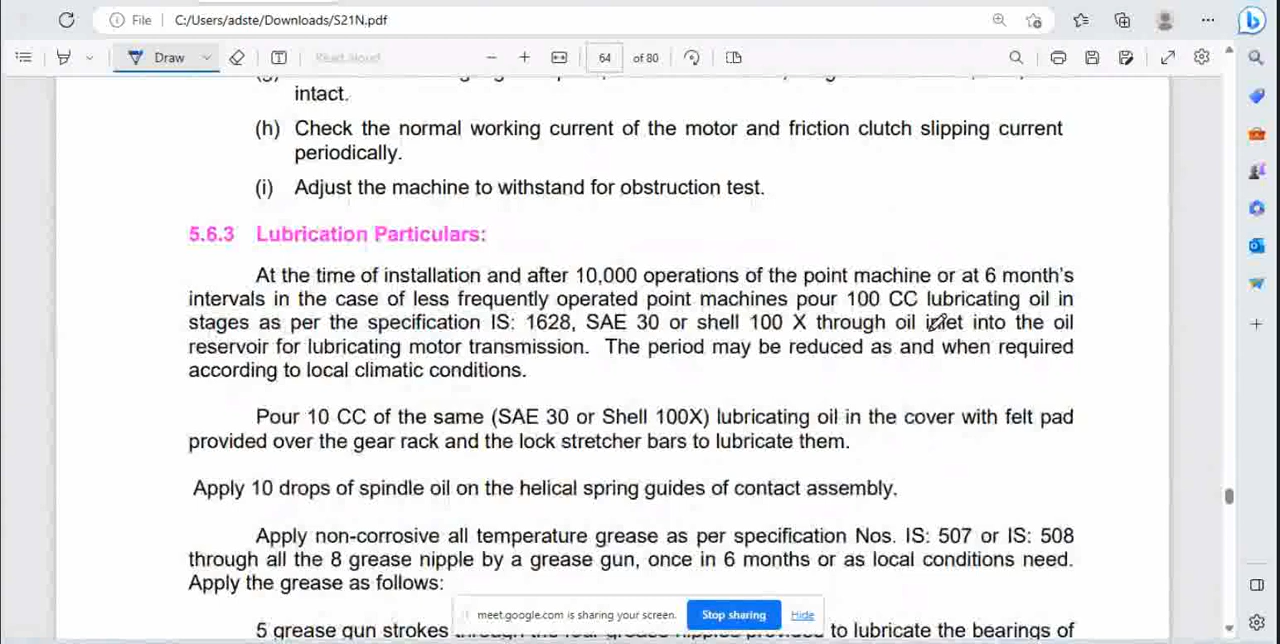 File C:/Users/adste/Downloads/S21N.pdf
Draw Read aloud 64 of 80
intact.
(h) Check the normal working current of the motor and friction clutch slipping current
periodically.
(i) Adjust the machine to withstand for obstruction test.
5.6.3 Lubrication Particulars:
At the time of installation and after 10,000 operations of the point machine or at 6 month's
intervals in the case of less frequently operated point machines pour 100 CC lubricating oil in
stages as per the specification IS: 1628, SAE 30 or shell 100 X through oil inlet into the oil
reservoir for lubricating motor transmission. The period may be reduced as and when required
according to local climatic conditions.
Pour 10 CC of the same (SAE 30 or Shell 100X) lubricating oil in the cover with felt pad
provided over the gear rack and the lock stretcher bars to lubricate them.
Apply 10 drops of spindle oil on the helical spring guides of contact assembly.
Apply non-corrosive all temperature grease as per specification Nos. IS: 507 or IS: 508
through all the 8 grease nipple by a grease gun, once in 6 months or as local conditions need.
Apply the grease as follows:
meet.google.com is sharing your screen. Stop sharing Hide
5 grease gun strokes to lubricate the bearings of